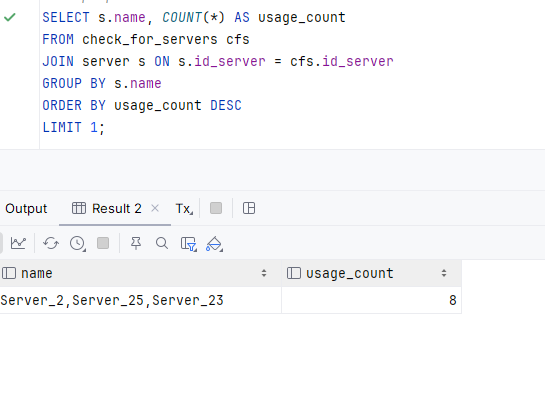 SELECT s.name, COUNT(*) AS usage_count
FROM check_for_servers cfs
JOIN server s ON s.id_server = cfs.id_server
GROUP BY s.name
ORDER BY usage_count DESC
LIMIT 1;
Output Result 2 × Tx
name usage_count
Server_2,Server_25,Server_23 8